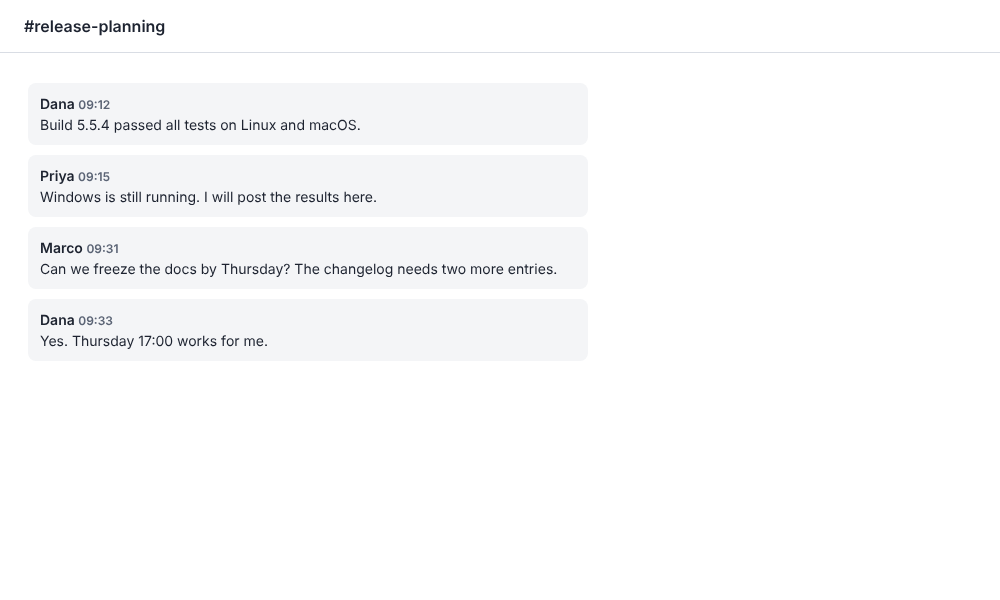 #release-planning
Dana 09:12
Build 5.5.4 passed all tests on Linux and macOS.
Priya 09:15
Windows is still running. I will post the results here.
Marco 09:31
Can we freeze the docs by Thursday? The changelog needs two more entries.
Dana 09:33
Yes. Thursday 17:00 works for me.